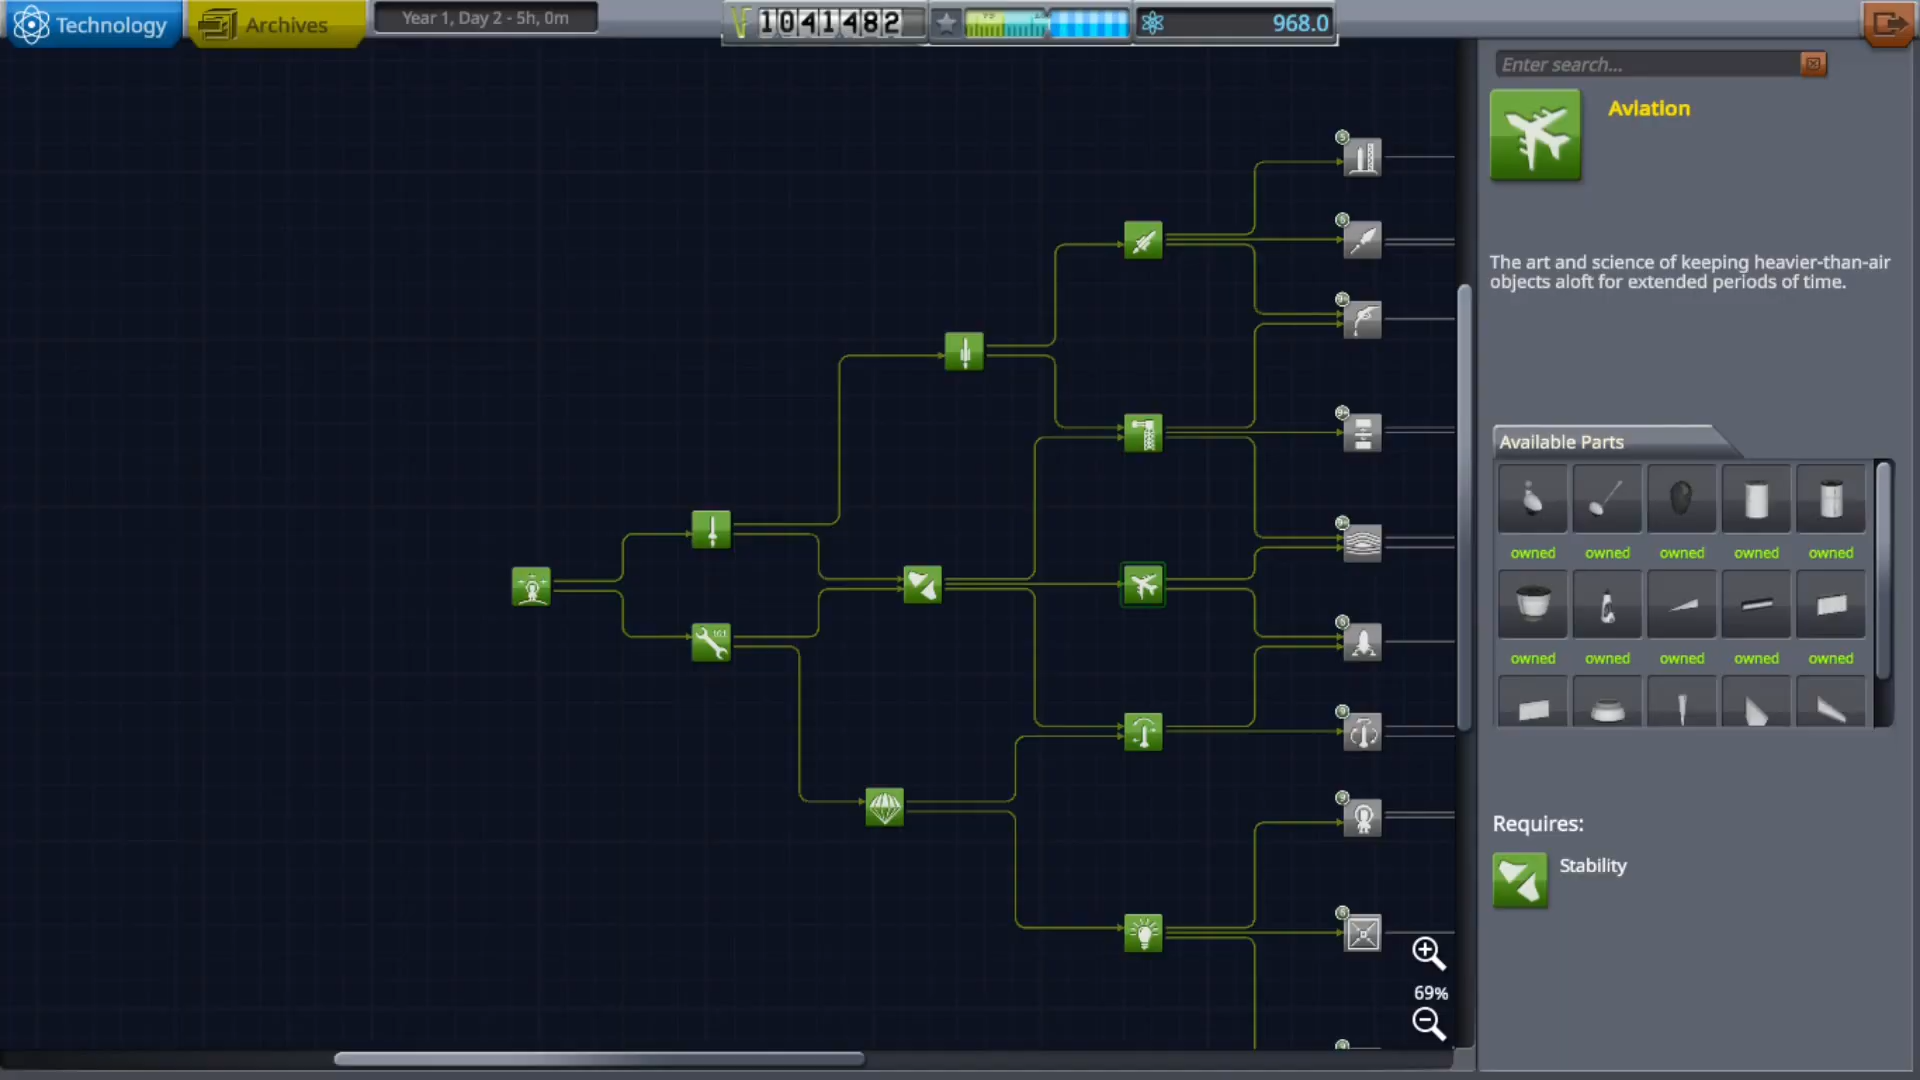 Technology
Archives
Year 1, Day 2 - 5h, 0m
1041482
968.0
Enter search...
Aviation
The art and science of keeping heavier-than-air
objects aloft for extended periods of time.
Available Parts
owned owned owned owned owned
owned owned owned owned owned
Requires:
Stability
69%